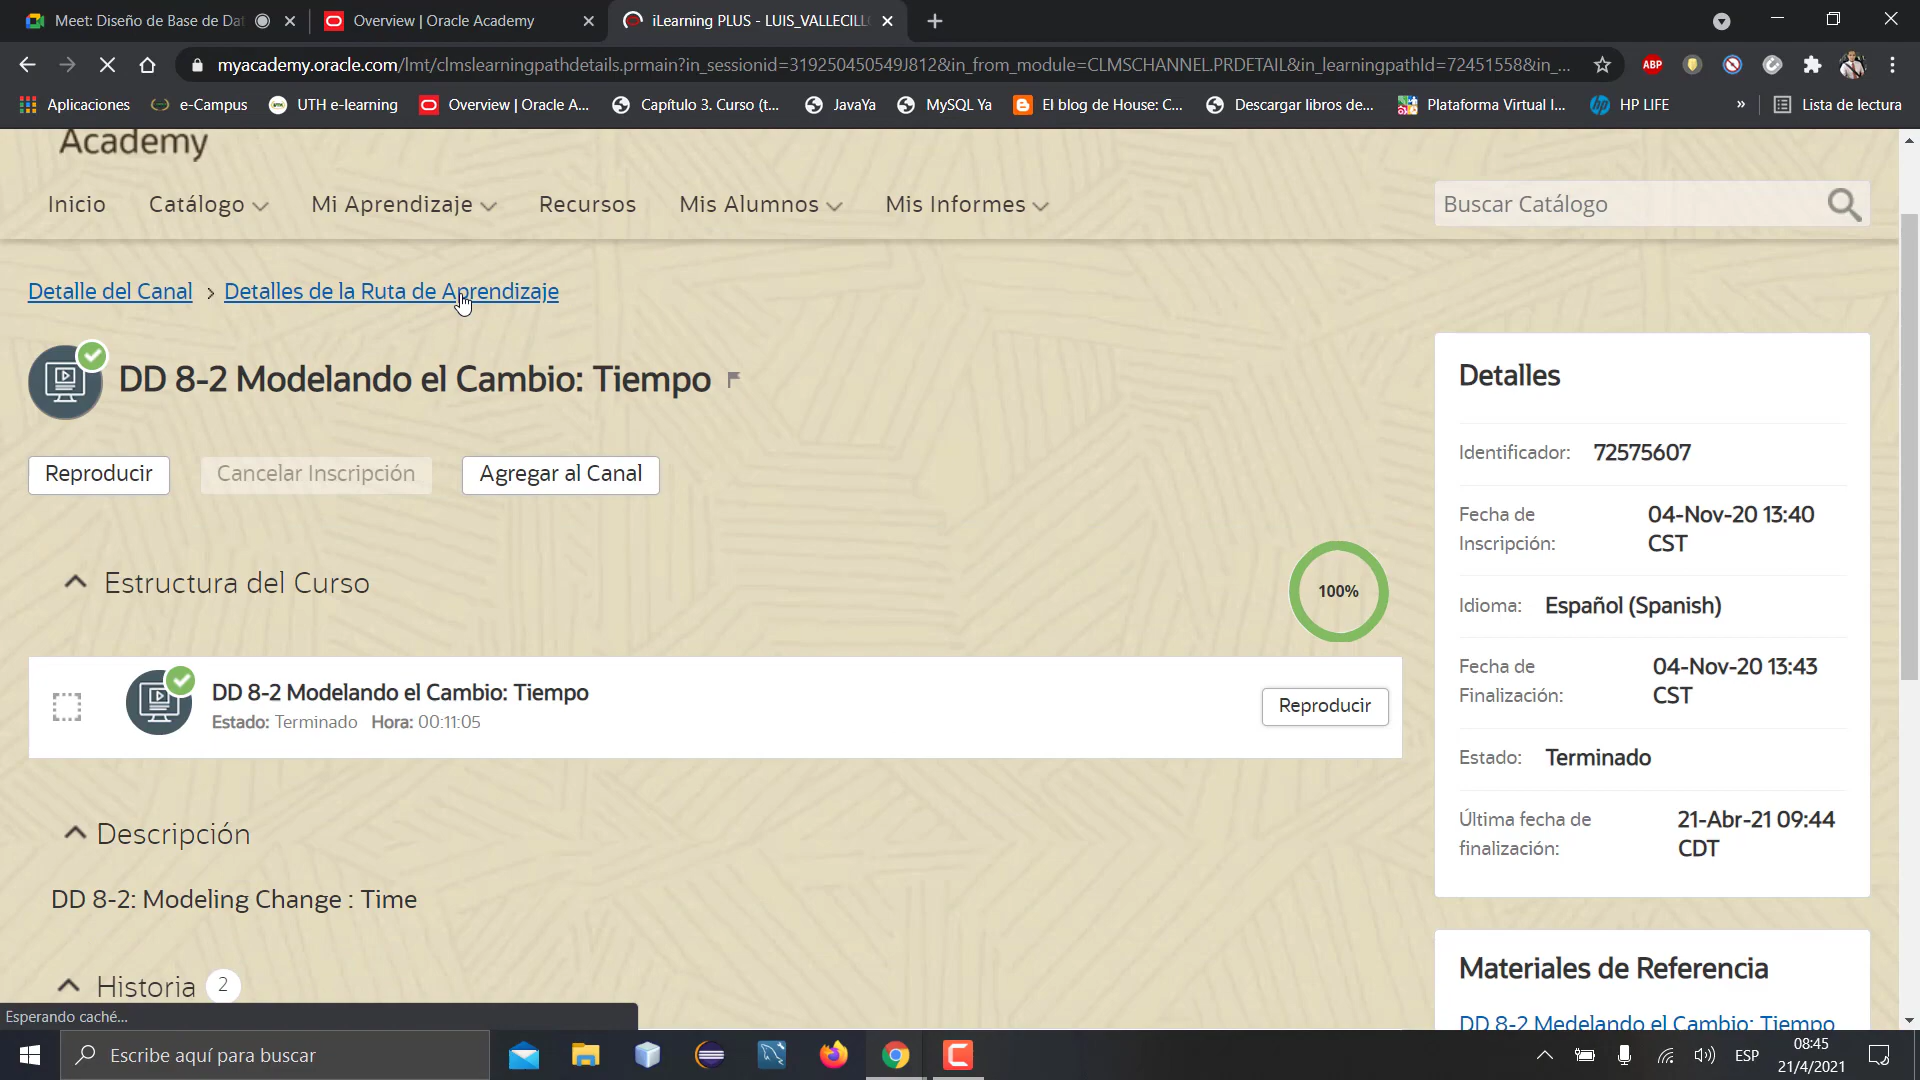 Meet: Diseño de Base de Dat
Overview | Oracle Academy
iLearning PLUS - LUIS_VALLECILL
myacademy.oracle.com/lmt/clmslearningpathdetails.prmain?in_sessionid=319250450549J812&in_from_module=CLMSCHANNEL.PRDETAIL&in_learningpathId=72451558&in_...
ABP
Aplicaciones
e-Campus
UTH e-learning
Overview | Oracle A...
Capítulo 3. Curso (t...
JavaYa
MySQL Ya
El blog de House: C...
Descargar libros de...
Plataforma Virtual I...
HP LIFE
»
Lista de lectura
Academy
Inicio
Catálogo
Mi Aprendizaje
Recursos
Mis Alumnos
Mis Informes
Buscar Catálogo
Detalle del Canal > Detalles de la Ruta de Aprendizaje
DD 8-2 Modelando el Cambio: Tiempo
Reproducir
Cancelar Inscripción
Agregar al Canal
Estructura del Curso
100%
DD 8-2 Modelando el Cambio: Tiempo
Estado: Terminado Hora: 00:11:05
Reproducir
Descripción
DD 8-2: Modeling Change : Time
Historia 2
Detalles
Identificador: 72575607
Fecha de Inscripción: 04-Nov-20 13:40 CST
Idioma: Español (Spanish)
Fecha de Finalización: 04-Nov-20 13:43 CST
Estado: Terminado
Última fecha de finalización: 21-Abr-21 09:44 CDT
Materiales de Referencia
DD 8-2 Modelando el Cambio: Tiempo
Esperando caché...
Escribe aquí para buscar
ESP
08:45
21/4/2021